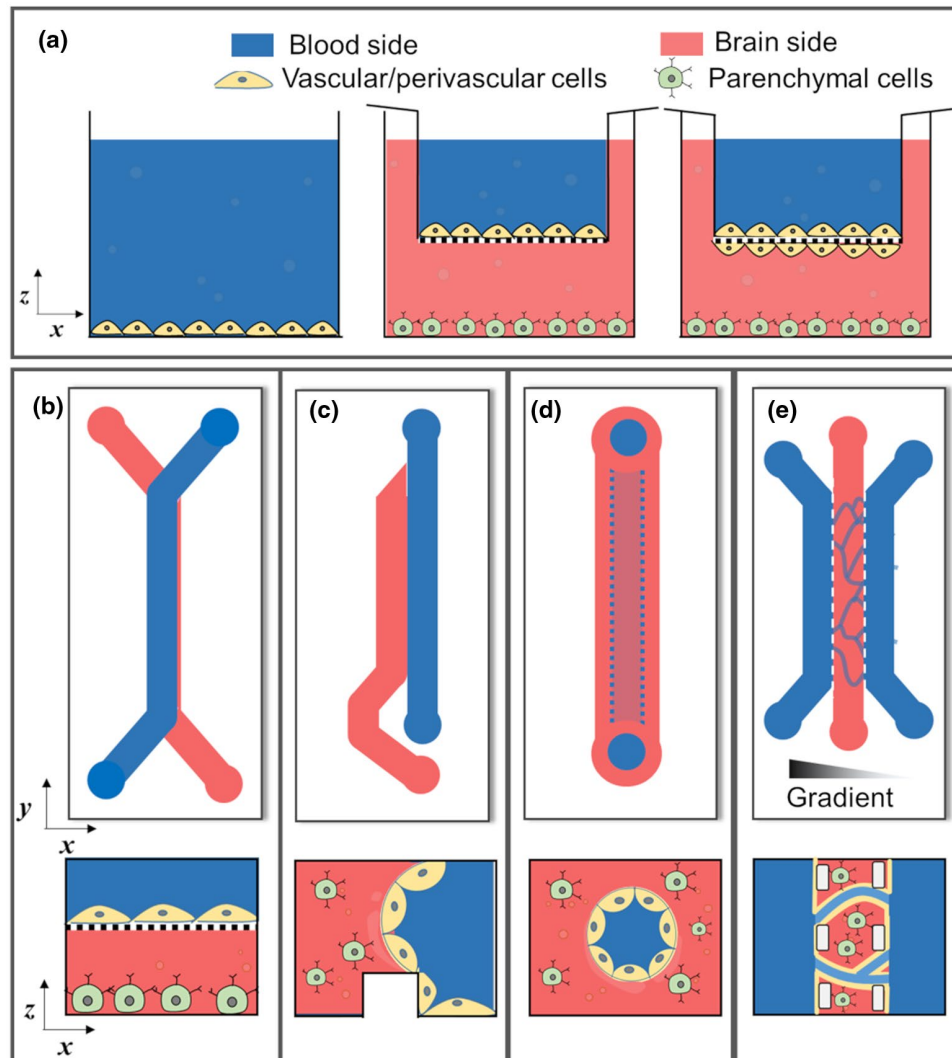 (a)
Blood side
Brain side
Vascular/perivascular cells
Parenchymal cells
z
x
(b)
(c)
(d)
(e)
Gradient
y
x
z
x